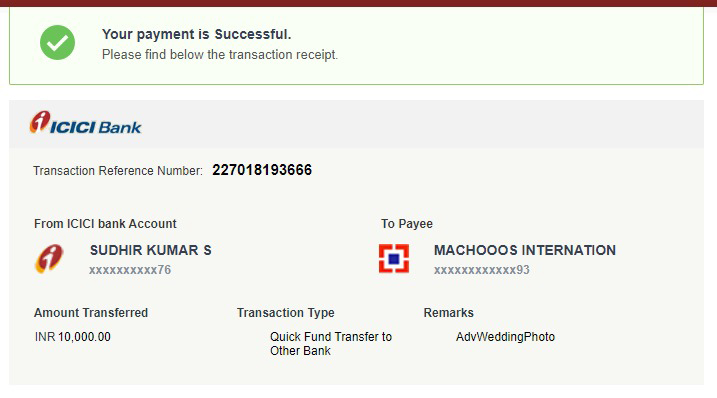 Your payment is Successful.
Please find below the transaction receipt.
ICICI Bank
Transaction Reference Number: 227018193666
From ICICI bank Account
To Payee
SUDHIR KUMAR S
MACHOOOS INTERNATION
xxxxxxxxxx76
xxxxxxxxxxxx93
Amount Transferred
Transaction Type
Remarks
INR 10,000.00
Quick Fund Transfer to
Other Bank
AdvWeddingPhoto